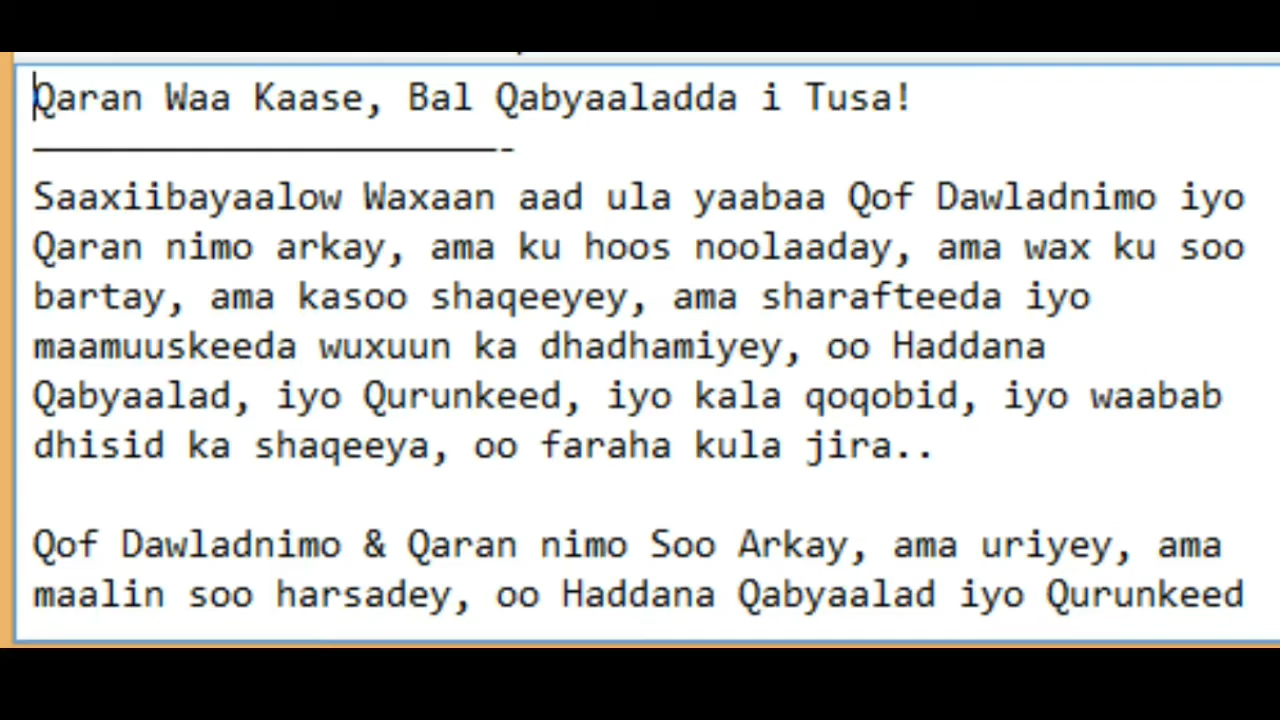 Qaran Waa Kaase, Bal Qabyaaladda i Tusa!
—————————————————————-
Saaxiibayaalow Waxaan aad ula yaabaa Qof Dawladnimo iyo
Qaran nimo arkay, ama ku hoos noolaaday, ama wax ku soo
bartay, ama kasoo shaqeeyey, ama sharafteeda iyo
maamuuskeeda wuxuun ka dhadhamiyey, oo Haddana
Qabyaalad, iyo Qurunkeed, iyo kala qoqobid, iyo waabab
dhisid ka shaqeeya, oo faraha kula jira..
Qof Dawladnimo & Qaran nimo Soo Arkay, ama uriyey, ama
maalin soo harsadey, oo Haddana Qabyaalad iyo Qurunkeed